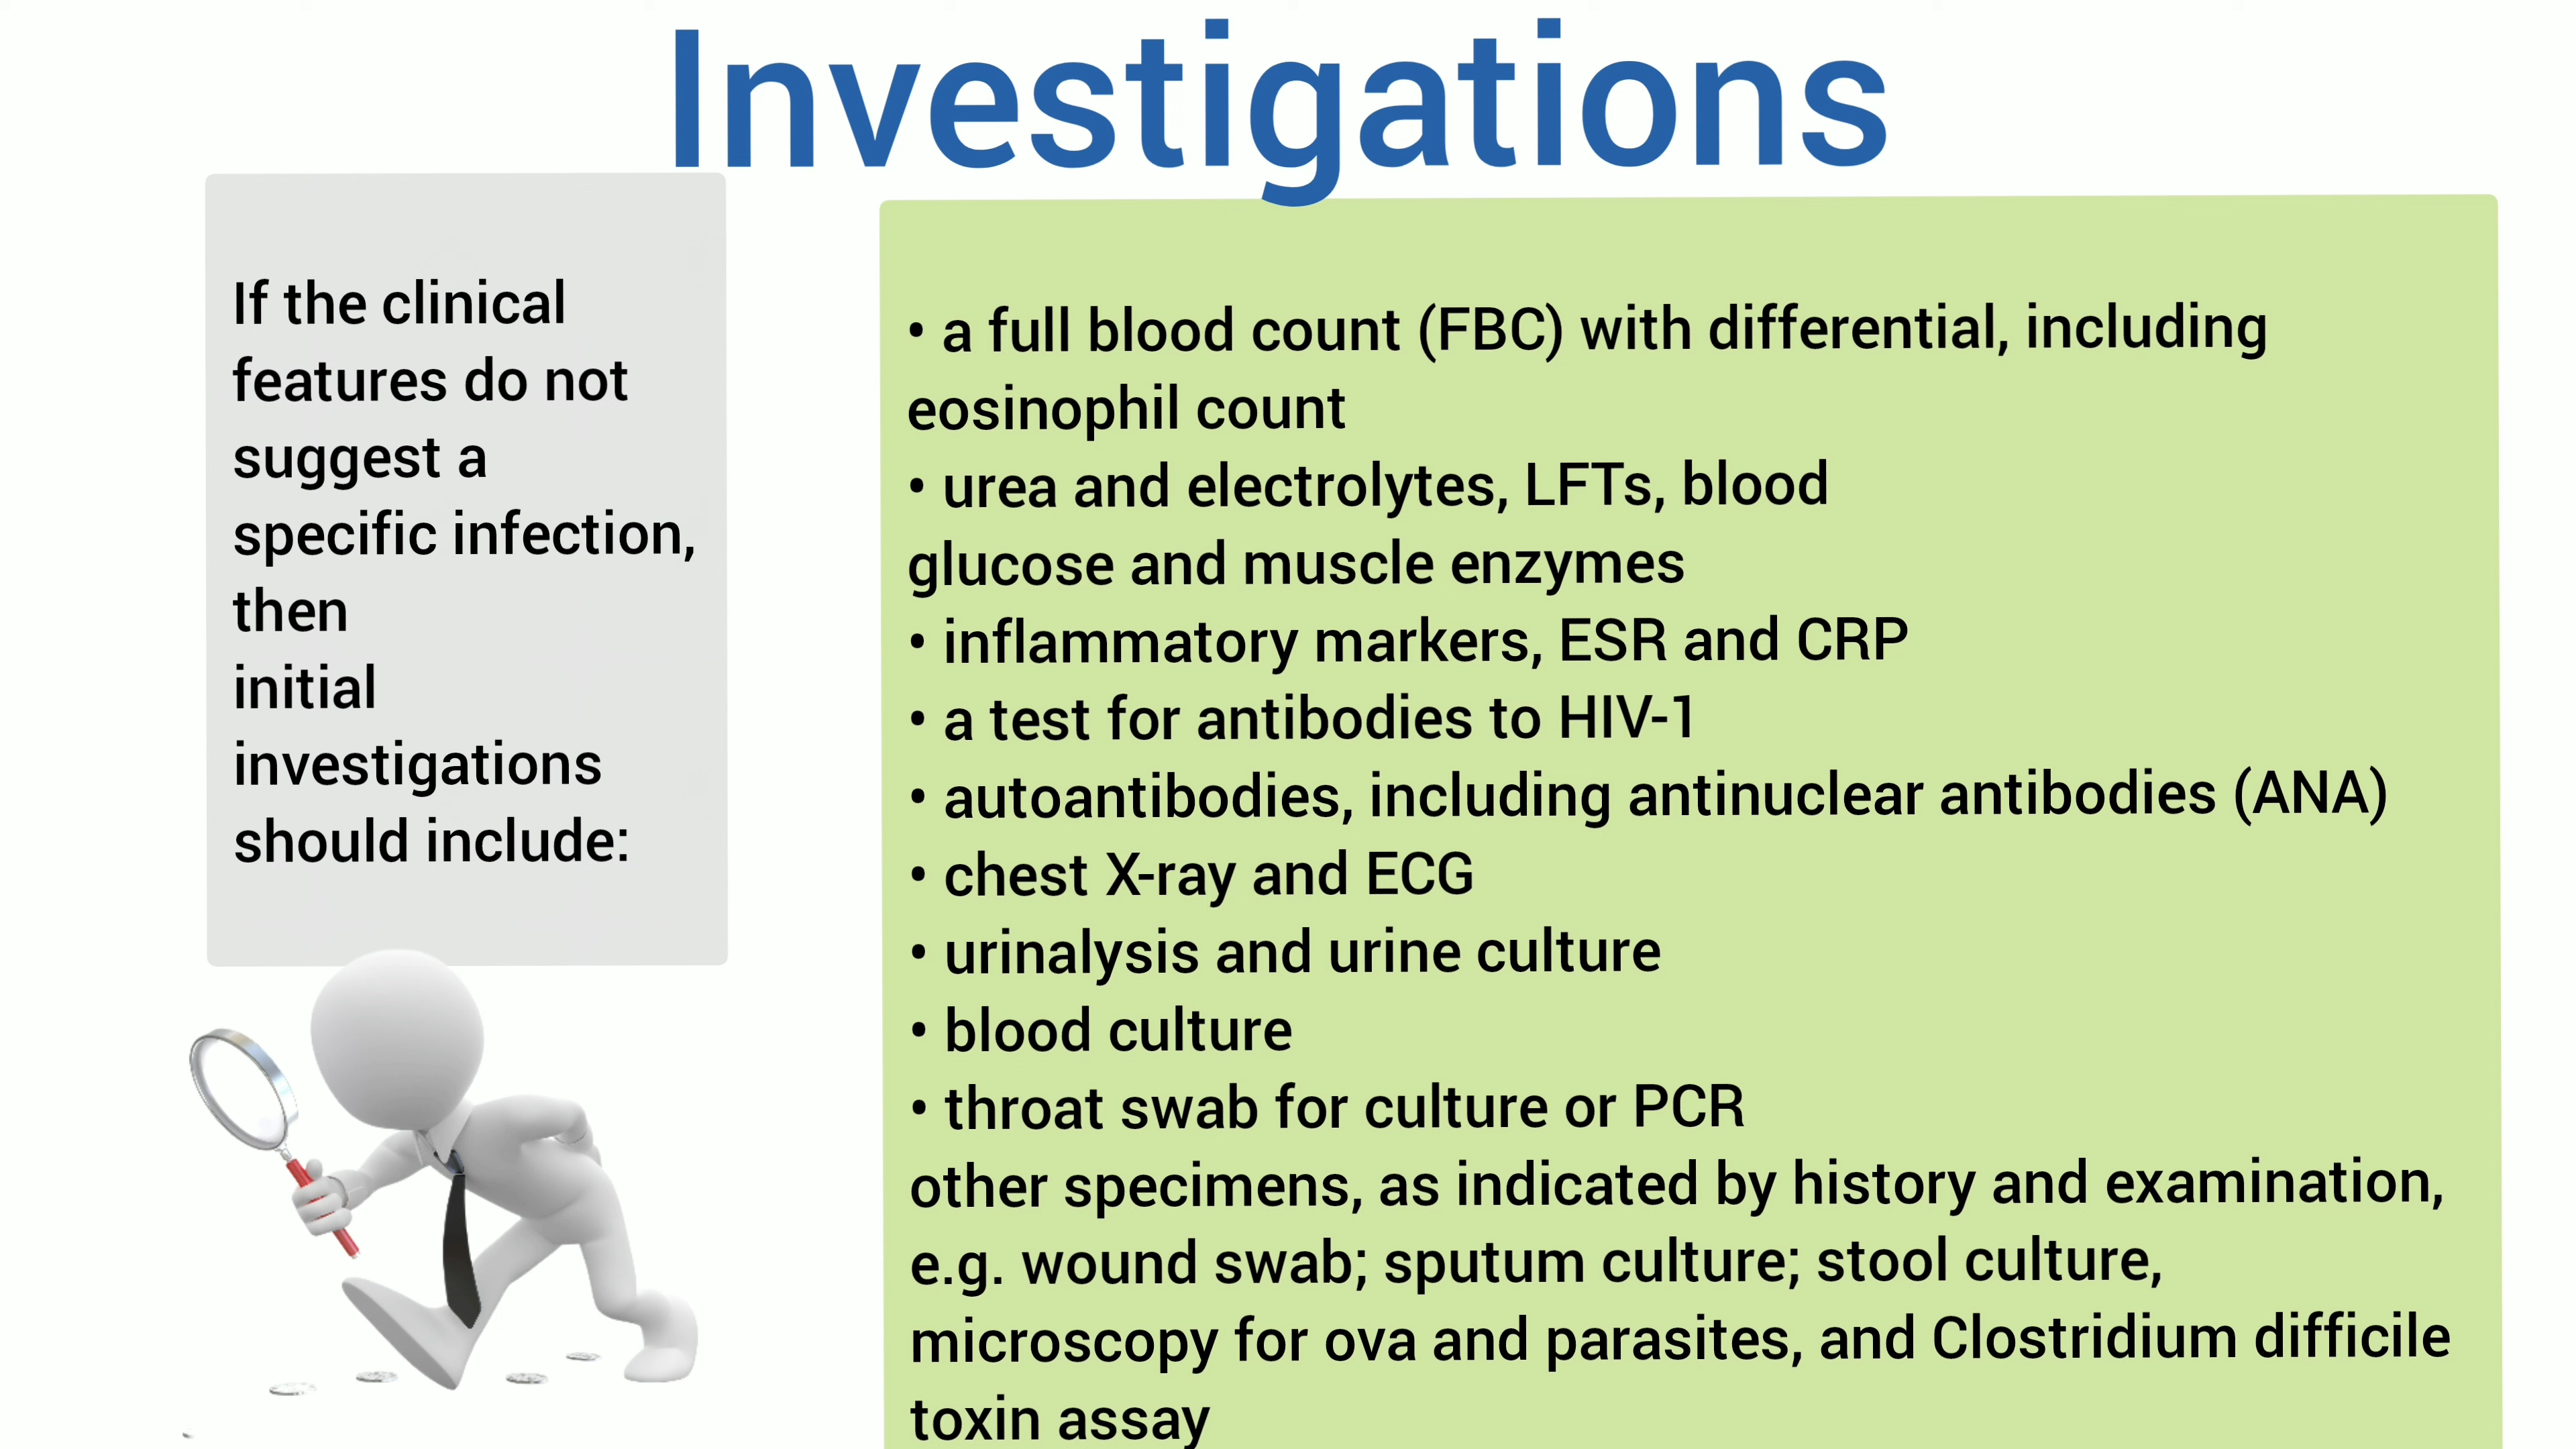 Investigations
If the clinical
features do not
suggest a
specific infection,
then
initial
investigations
should include:
• a full blood count (FBC) with differential, including
eosinophil count
• urea and electrolytes, LFTs, blood
glucose and muscle enzymes
• inflammatory markers, ESR and CRP
• a test for antibodies to HIV-1
• autoantibodies, including antinuclear antibodies (ANA)
• chest X-ray and ECG
• urinalysis and urine culture
• blood culture
• throat swab for culture or PCR
other specimens, as indicated by history and examination,
e.g. wound swab; sputum culture; stool culture,
microscopy for ova and parasites, and Clostridium difficile
toxin assay